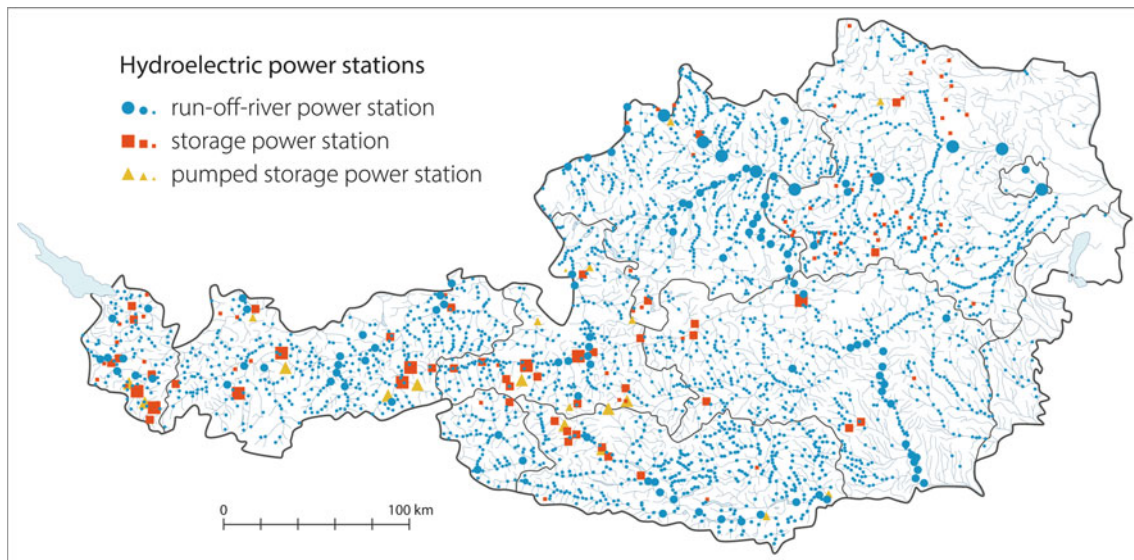 Hydroelectric power stations
run-off-river power station
storage power station
pumped storage power station
0 100 km